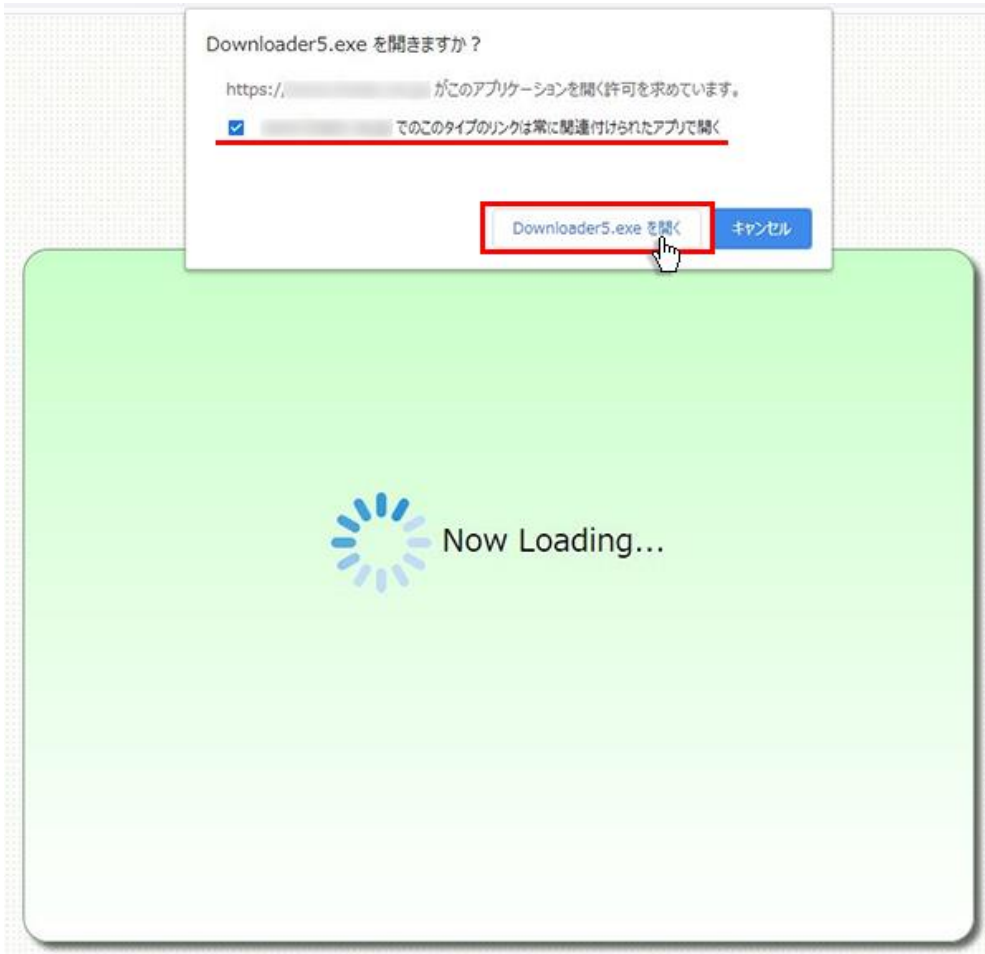 Downloader5.exe を開きますか？
https:/ がこのアプリケーションを開く許可を求めています。
でのこのタイプのリンクは常に関連付けられたアプリで開く
Downloader5.exe を開く
キャンセル
Now Loading...